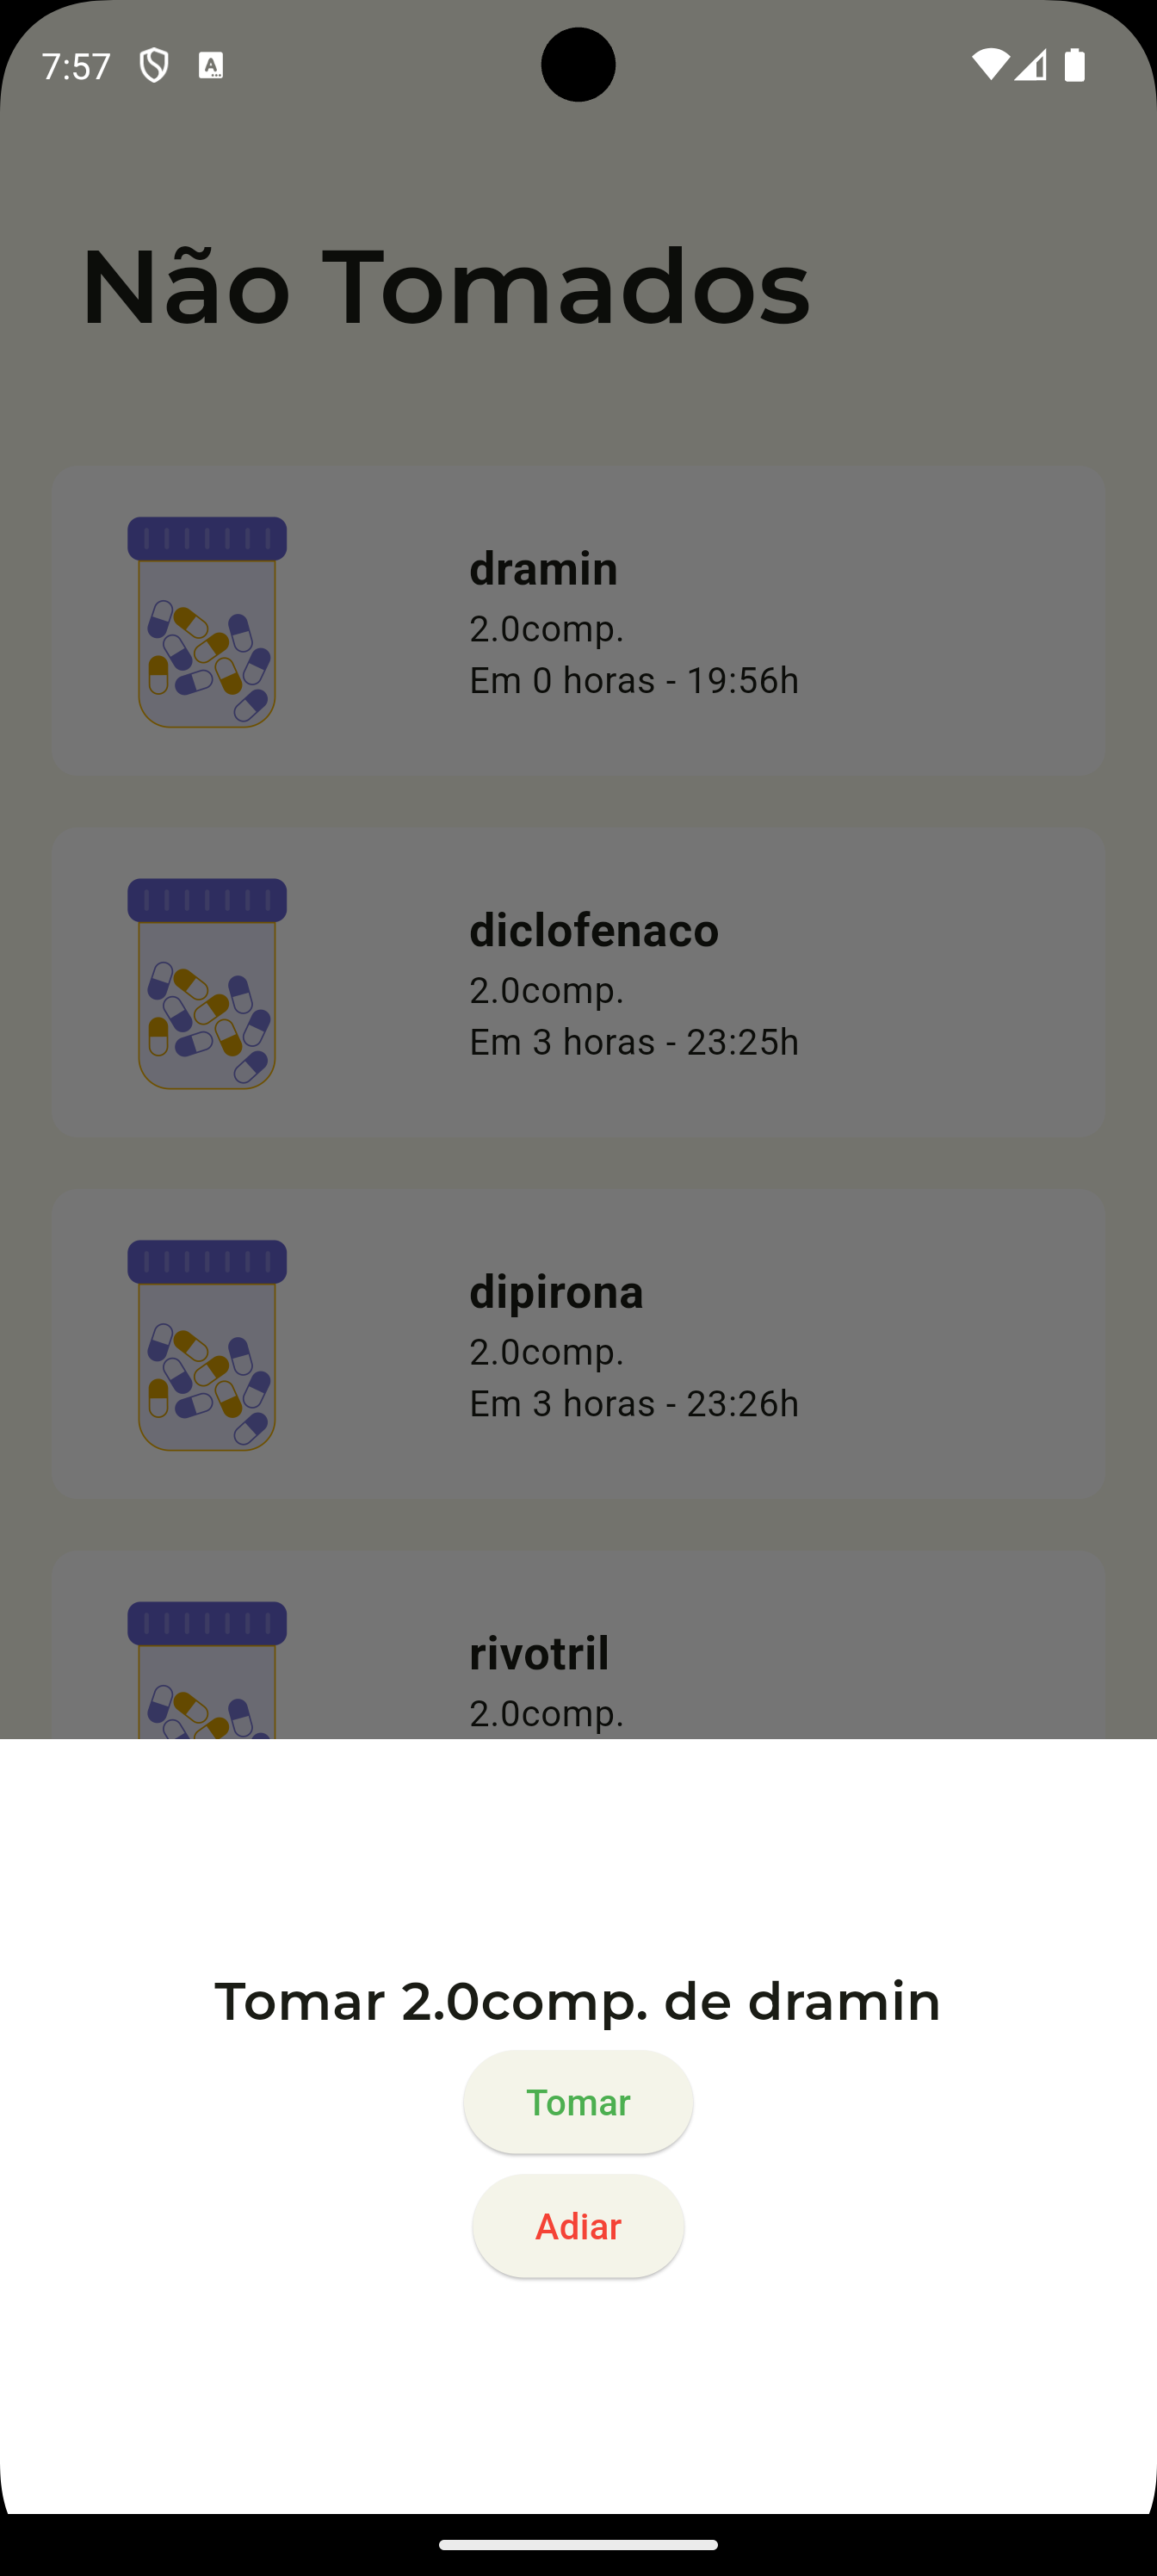 7:57
Não Tomados
dramin
2.0comp.
Em 0 horas - 19:56h
diclofenaco
2.0comp.
Em 3 horas - 23:25h
dipirona
2.0comp.
Em 3 horas - 23:26h
rivotril
2.0comp.
Tomar 2.0comp. de dramin
Tomar
Adiar